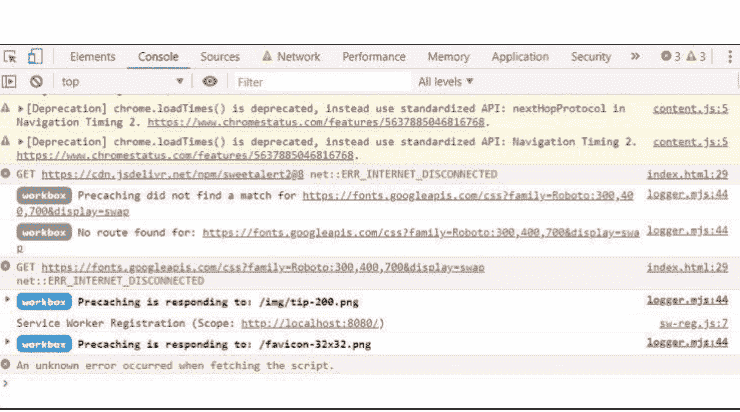 Elements Console Sources Network Performance Memory Application Security » 3 3
top Filter All levels
[Deprecation] chrome.loadTimes() is deprecated, instead use standardized API: nextHopProtocol in content.js:5
Navigation Timing 2. https://www.chromestatus.com/features/5637885046816768.
[Deprecation] chrome.loadTimes() is deprecated, instead use standardized API: Navigation Timing 2. content.js:5
https://www.chromestatus.com/features/5637885046816768.
GET https://cdn.jsdelivr.net/npm/sweetalert2@8 net::ERR_INTERNET_DISCONNECTED index.html:29
workbox Precaching did not find a match for https://fonts.googleapis.com/css?family=Roboto:300,40 logger.mjs:44
0,700&display=swap
workbox No route found for: https://fonts.googleapis.com/css?family=Roboto:300,400,700&display=swa logger.mjs:44
p
GET https://fonts.googleapis.com/css?family=Roboto:300,400,700&display=swap index.html:29
net::ERR_INTERNET_DISCONNECTED
workbox Precaching is responding to: /img/tip-200.png logger.mjs:44
Service Worker Registration (Scope: http://localhost:8080/) sw-reg.js:7
workbox Precaching is responding to: /favicon-32x32.png logger.mjs:44
An unknown error occurred when fetching the script.